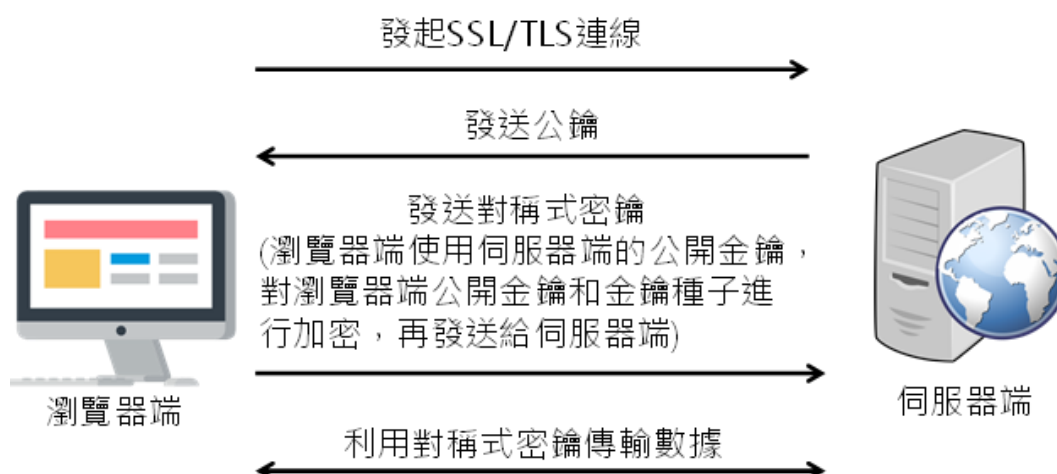 發起SSL/TLS連線
發送公鑰
發送對稱式密鑰
(瀏覽器端使用伺服器端的公開金鑰，
對瀏覽器端公開金鑰和金鑰種子進
行加密，再發送給伺服器端)
瀏覽器端
伺服器端
利用對稱式密鑰傳輸數據